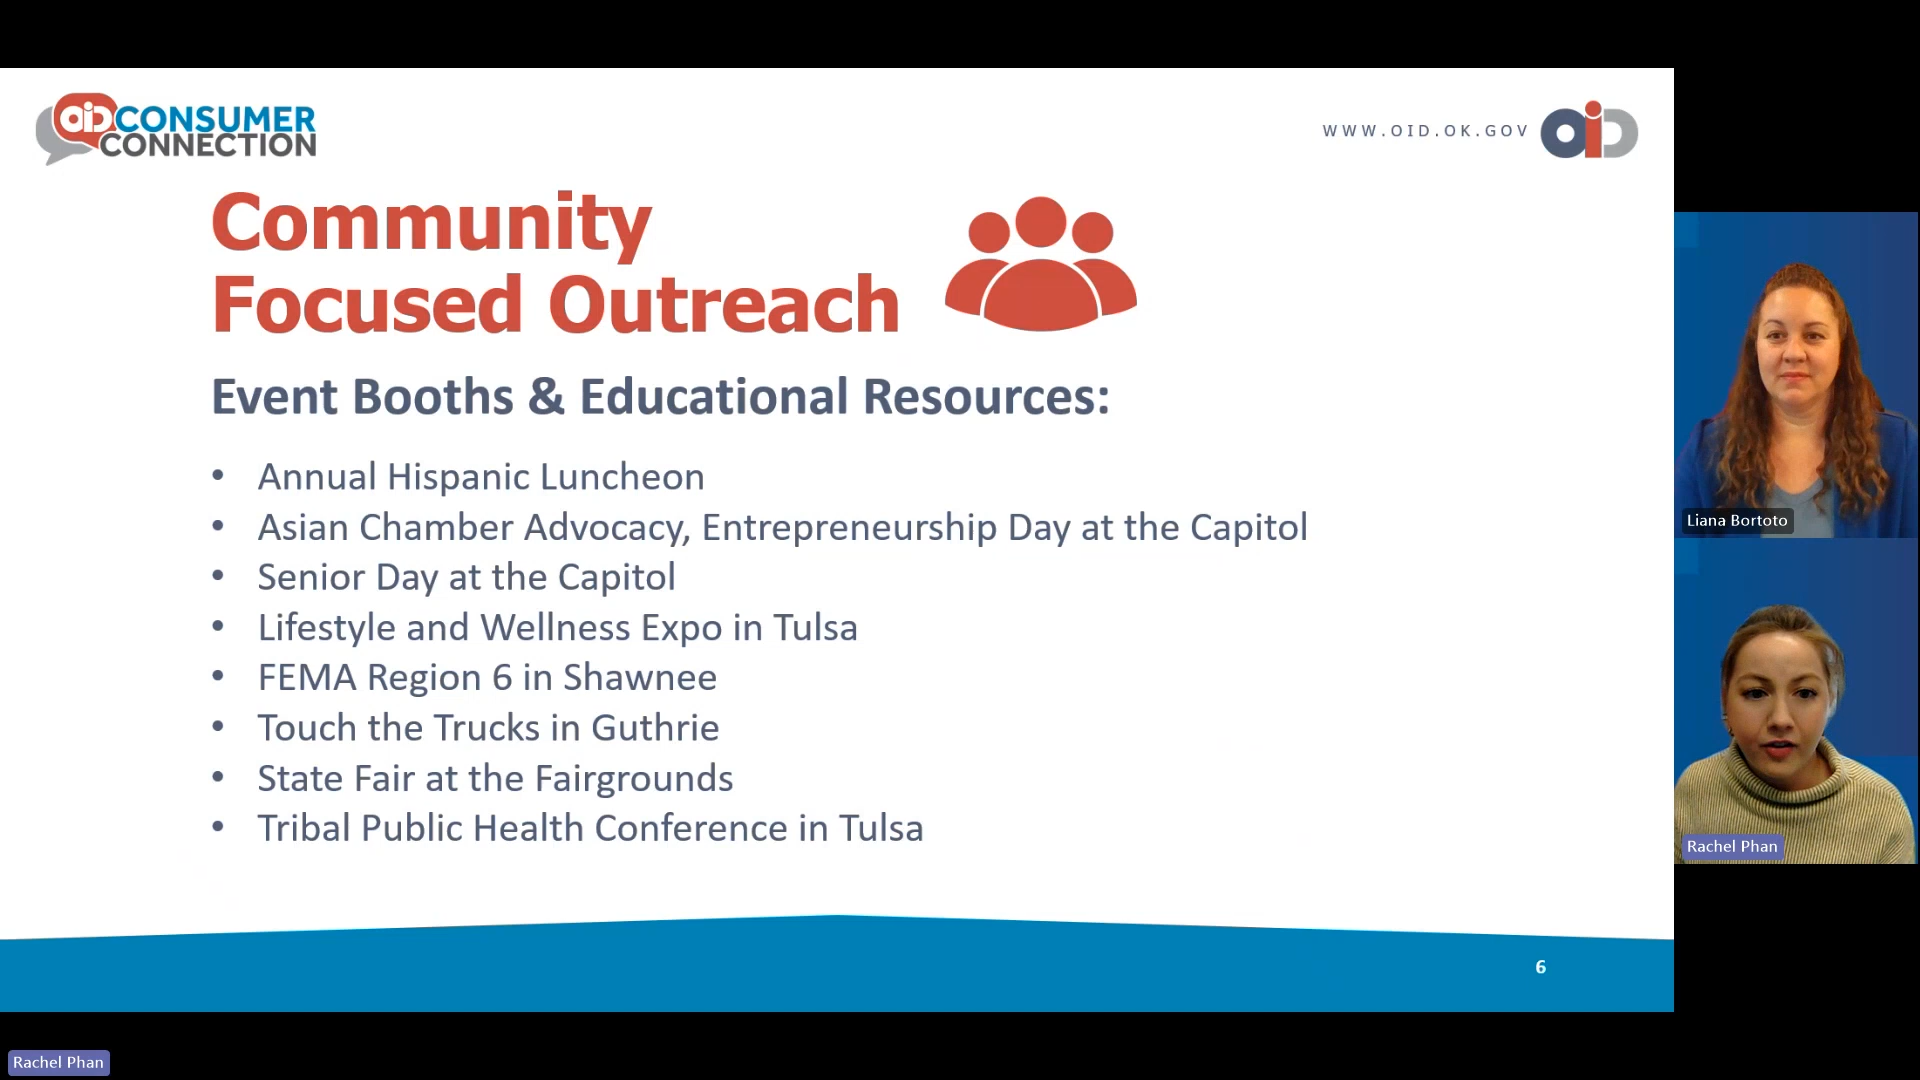 OID CONSUMER
CONNECTION
WWW.OID.OK.GOV OID
Community
Focused Outreach
Event Booths & Educational Resources:
• Annual Hispanic Luncheon
• Asian Chamber Advocacy, Entrepreneurship Day at the Capitol
• Senior Day at the Capitol
• Lifestyle and Wellness Expo in Tulsa
• FEMA Region 6 in Shawnee
• Touch the Trucks in Guthrie
• State Fair at the Fairgrounds
• Tribal Public Health Conference in Tulsa
6
Liana Bortoto
Rachel Phan
Rachel Phan